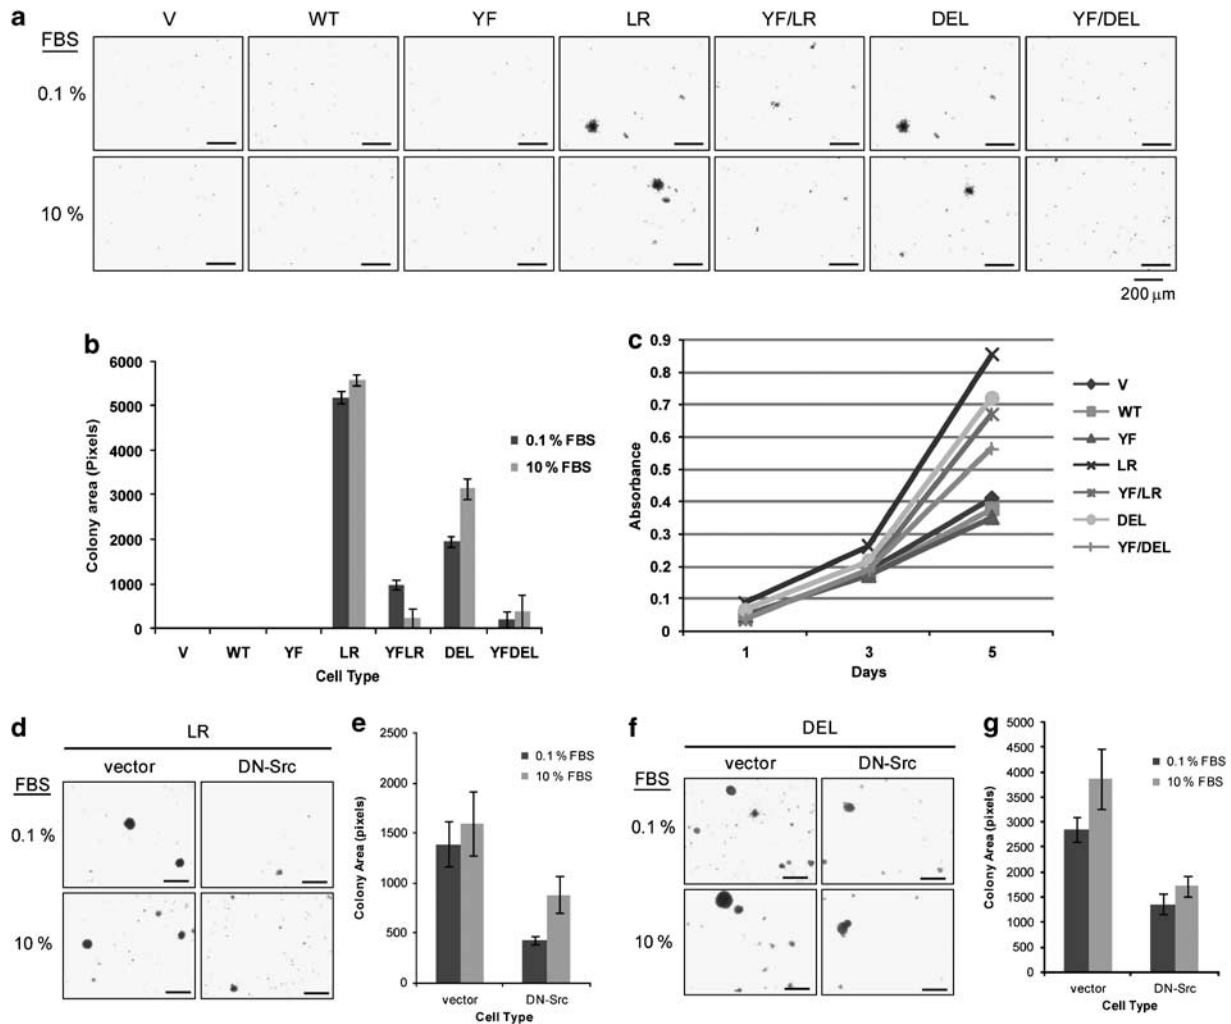 a
V WT YF LR YF/LR DEL YF/DEL
FBS
0.1 %
10 %
200 μm
b
6000
5000
4000
3000
2000
1000
0
Colony area (Pixels)
0.1 % FBS
10 % FBS
V WT YF LR YFLR DEL YFDEL
Cell Type
c
0.9
0.8
0.7
0.6
0.5
0.4
0.3
0.2
0.1
0
Absorbance
1 3 5
Days
V
WT
YF
LR
YF/LR
DEL
YF/DEL
d
LR
vector DN-Src
FBS
0.1 %
10 %
e
2500
2000
1500
1000
500
0
Colony Area (pixels)
0.1 % FBS
10 % FBS
vector DN-Src
Cell Type
f
DEL
vector DN-Src
FBS
0.1 %
10 %
g
5000
4500
4000
3500
3000
2500
2000
1500
1000
500
0
Colony Area (pixels)
0.1 % FBS
10 % FBS
vector DN-Src
Cell Type